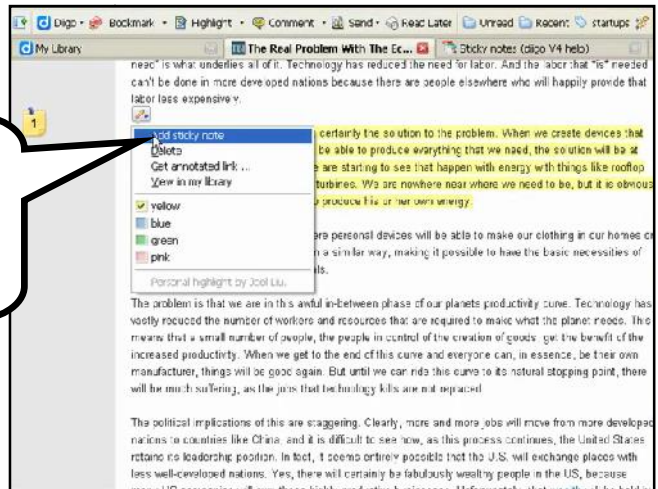 Diigo Bookmark Highlight Comment Send Read Later Unread Recent startups
My Library The Real Problem With The Ec... Sticky notes (diigo V4 help)
need" is what underlies all of it. Technology has reduced the need for labor. And the labor that "is" needed
can't be done in more developed nations because there are people elsewhere who will happily provide that
labor less expensively.
1
Add sticky note
Delete
Get annotated link ...
View in my library
yellow
blue
green
pink
Personal highlight by Joel Liu.
certainly the solution to the problem. When we create devices that
be able to produce everything that we need, the solution will be at
are starting to see that happen with energy with things like rooftop
turbines. We are nowhere near where we need to be, but it is obvious
produce his or her own energy.
ere personal devices will be able to make our clothing in our homes or
n a similar way, making it possible to have the basic necessities of
ls.
The problem is that we are in this awful in-between phase of our planets productivity curve. Technology has
vastly reduced the number of workers and resources that are required to make what the planet needs. This
means that a small number of people, the people in control of the creation of goods, get the benefit of the
increased productivity. When we get to the end of this curve and everyone can, in essence, be their own
manufacturer, things will be good again. But until we can ride this curve to its natural stopping point, there
will be much suffering, as the jobs that technology kills are not replaced.
The political implications of this are staggering. Clearly, more and more jobs will move from more developed
nations to countries like China, and it is difficult to see how, as this process continues, the United States
retains its leadership position. In fact, it seems entirely possible that the U.S. will exchange places with
less well-developed nations. Yes, there will certainly be fabulously wealthy people in the US, because